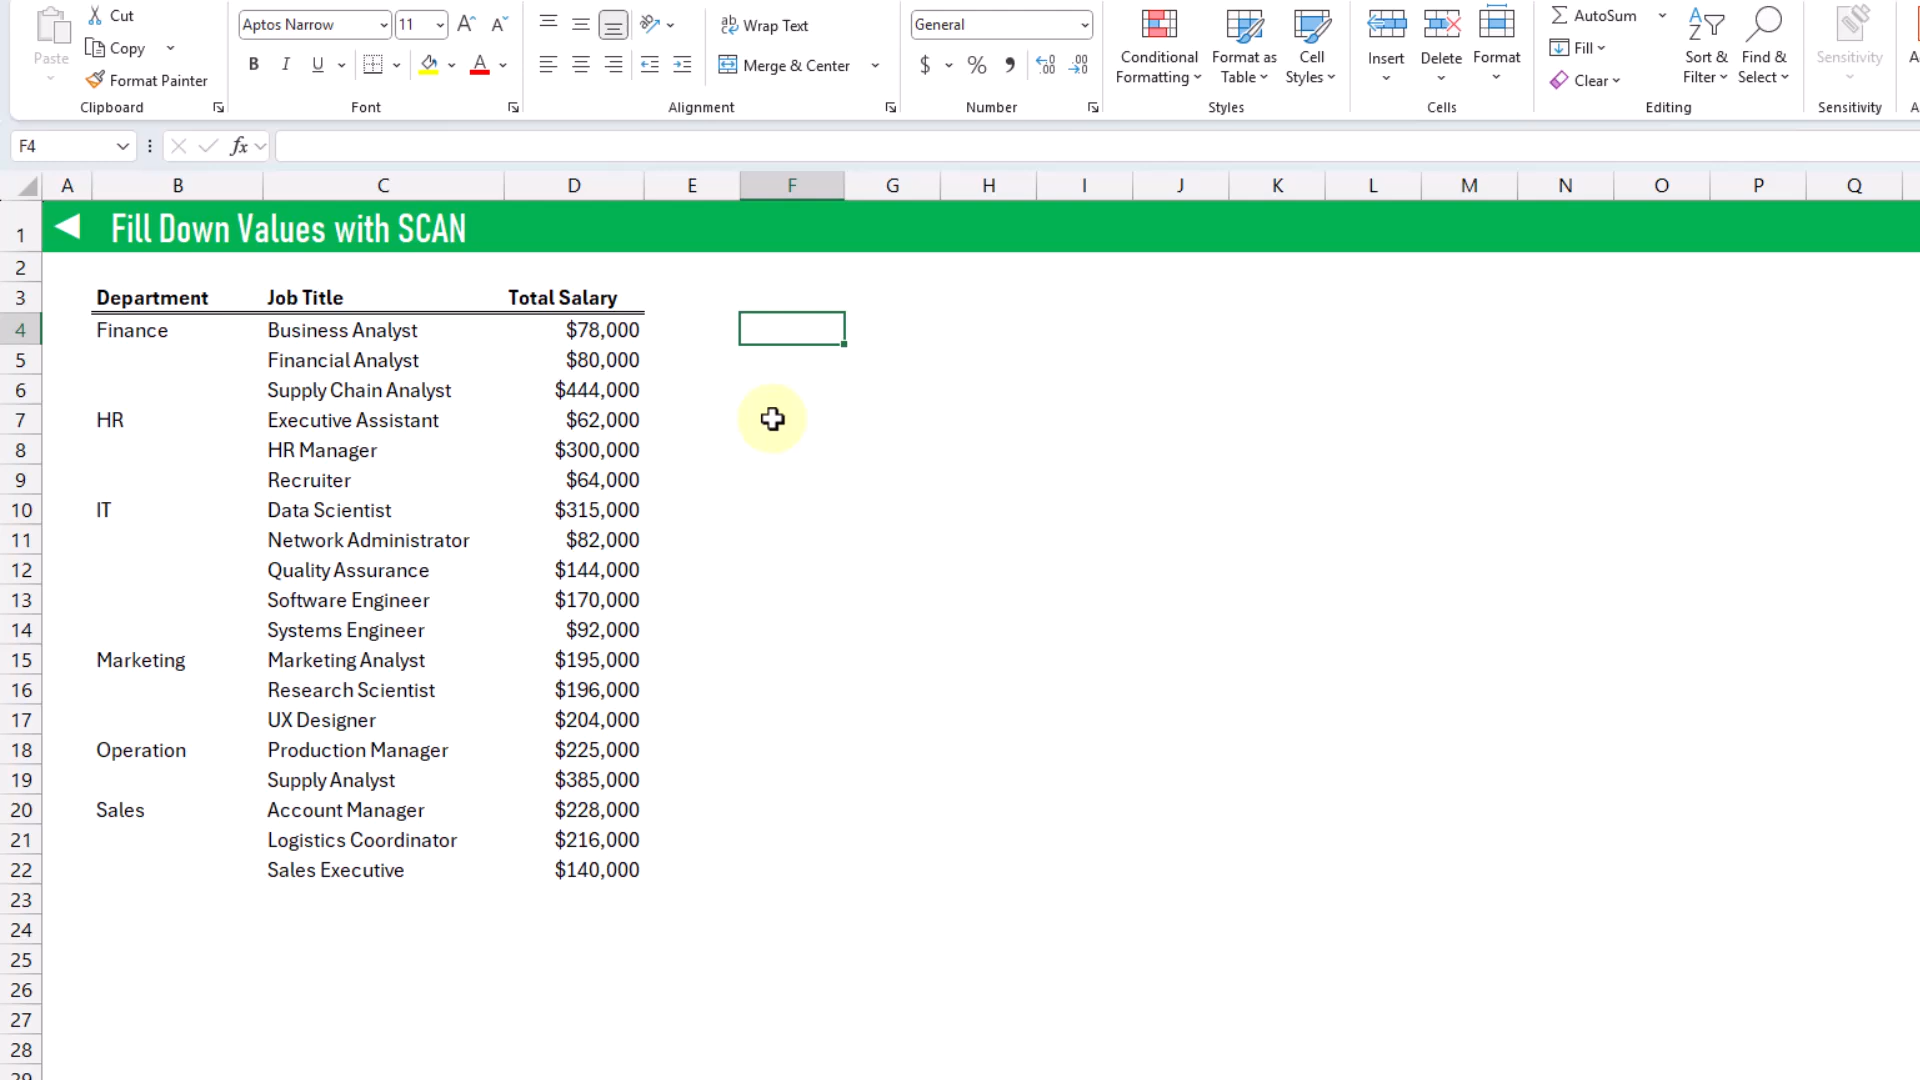 Cut
Aptos Narrow 11 Wrap Text General AutoSum
Paste Copy Conditional Format as Cell Insert Delete Format Fill Sort & Find & Sensitivity
Format Painter B I U Merge & Center $ % Formatting Table Styles Clear Filter Select
Clipboard Font Alignment Number Styles Cells Editing Sensitivity
F4 fx
A B C D E F G H I J K L M N O P Q
1 Fill Down Values with SCAN
2
3 Department Job Title Total Salary
4 Finance Business Analyst $78,000
5 Financial Analyst $80,000
6 Supply Chain Analyst $444,000
7 HR Executive Assistant $62,000
8 HR Manager $300,000
9 Recruiter $64,000
10 IT Data Scientist $315,000
11 Network Administrator $82,000
12 Quality Assurance $144,000
13 Software Engineer $170,000
14 Systems Engineer $92,000
15 Marketing Marketing Analyst $195,000
16 Research Scientist $196,000
17 UX Designer $204,000
18 Operation Production Manager $225,000
19 Supply Analyst $385,000
20 Sales Account Manager $228,000
21 Logistics Coordinator $216,000
22 Sales Executive $140,000
23
24
25
26
27
28